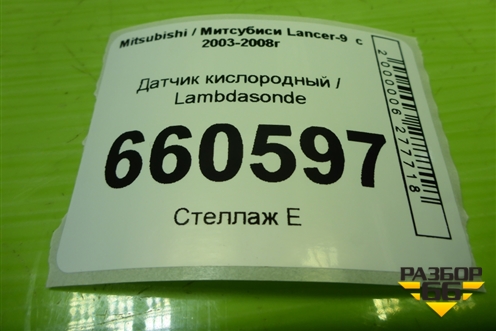 Mitsubishi / Митсубиси Lancer-9 с
2003-2008г
Датчик кислородный /
Lambdasonde
660597
Стеллаж Е
2000006277718
РАЗБОР
66